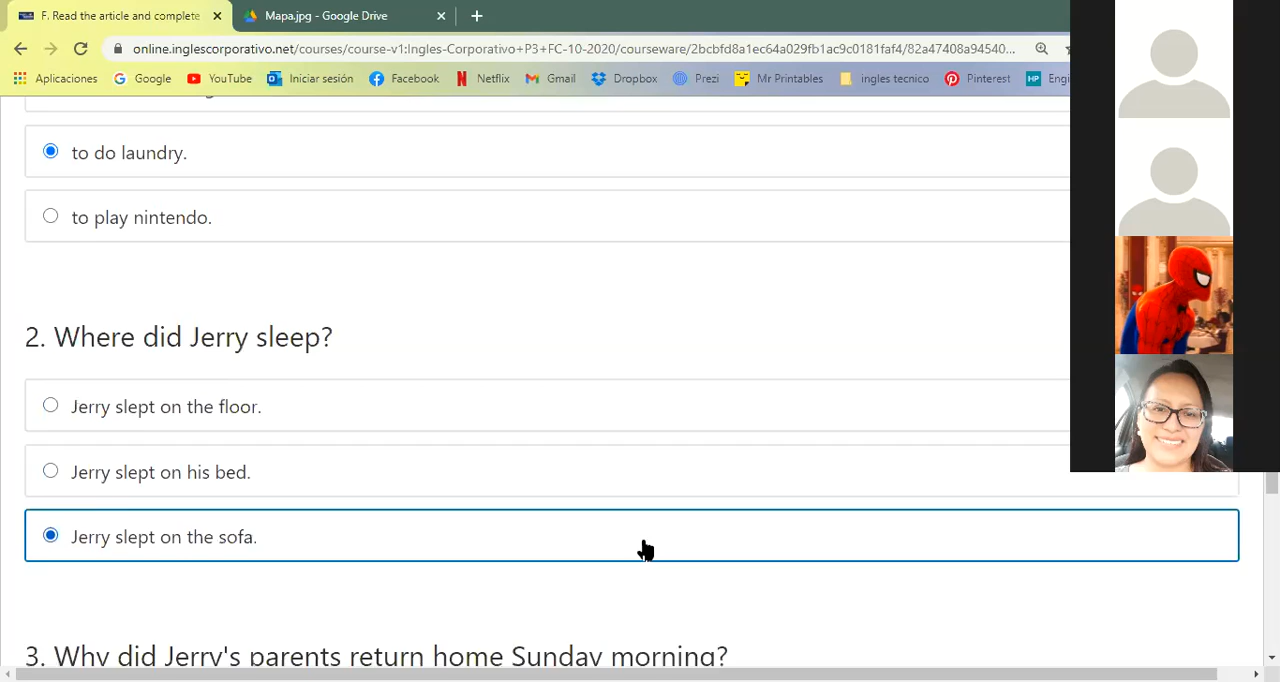 F. Read the article and complete
Mapa.jpg - Google Drive
online.inglescorporativo.net/courses/course-v1:Ingles-Corporativo+P3+FC-10-2020/courseware/2bcbfd8a1ec64a029fb1ac9c0181faf4/82a47408a94540...
Aplicaciones Google YouTube Iniciar sesión Facebook Netflix Gmail Dropbox Prezi Mr Printables ingles tecnico Pinterest HP Engl
to do laundry.
to play nintendo.
2. Where did Jerry sleep?
Jerry slept on the floor.
Jerry slept on his bed.
Jerry slept on the sofa.
3. Why did Jerry's parents return home Sunday morning?